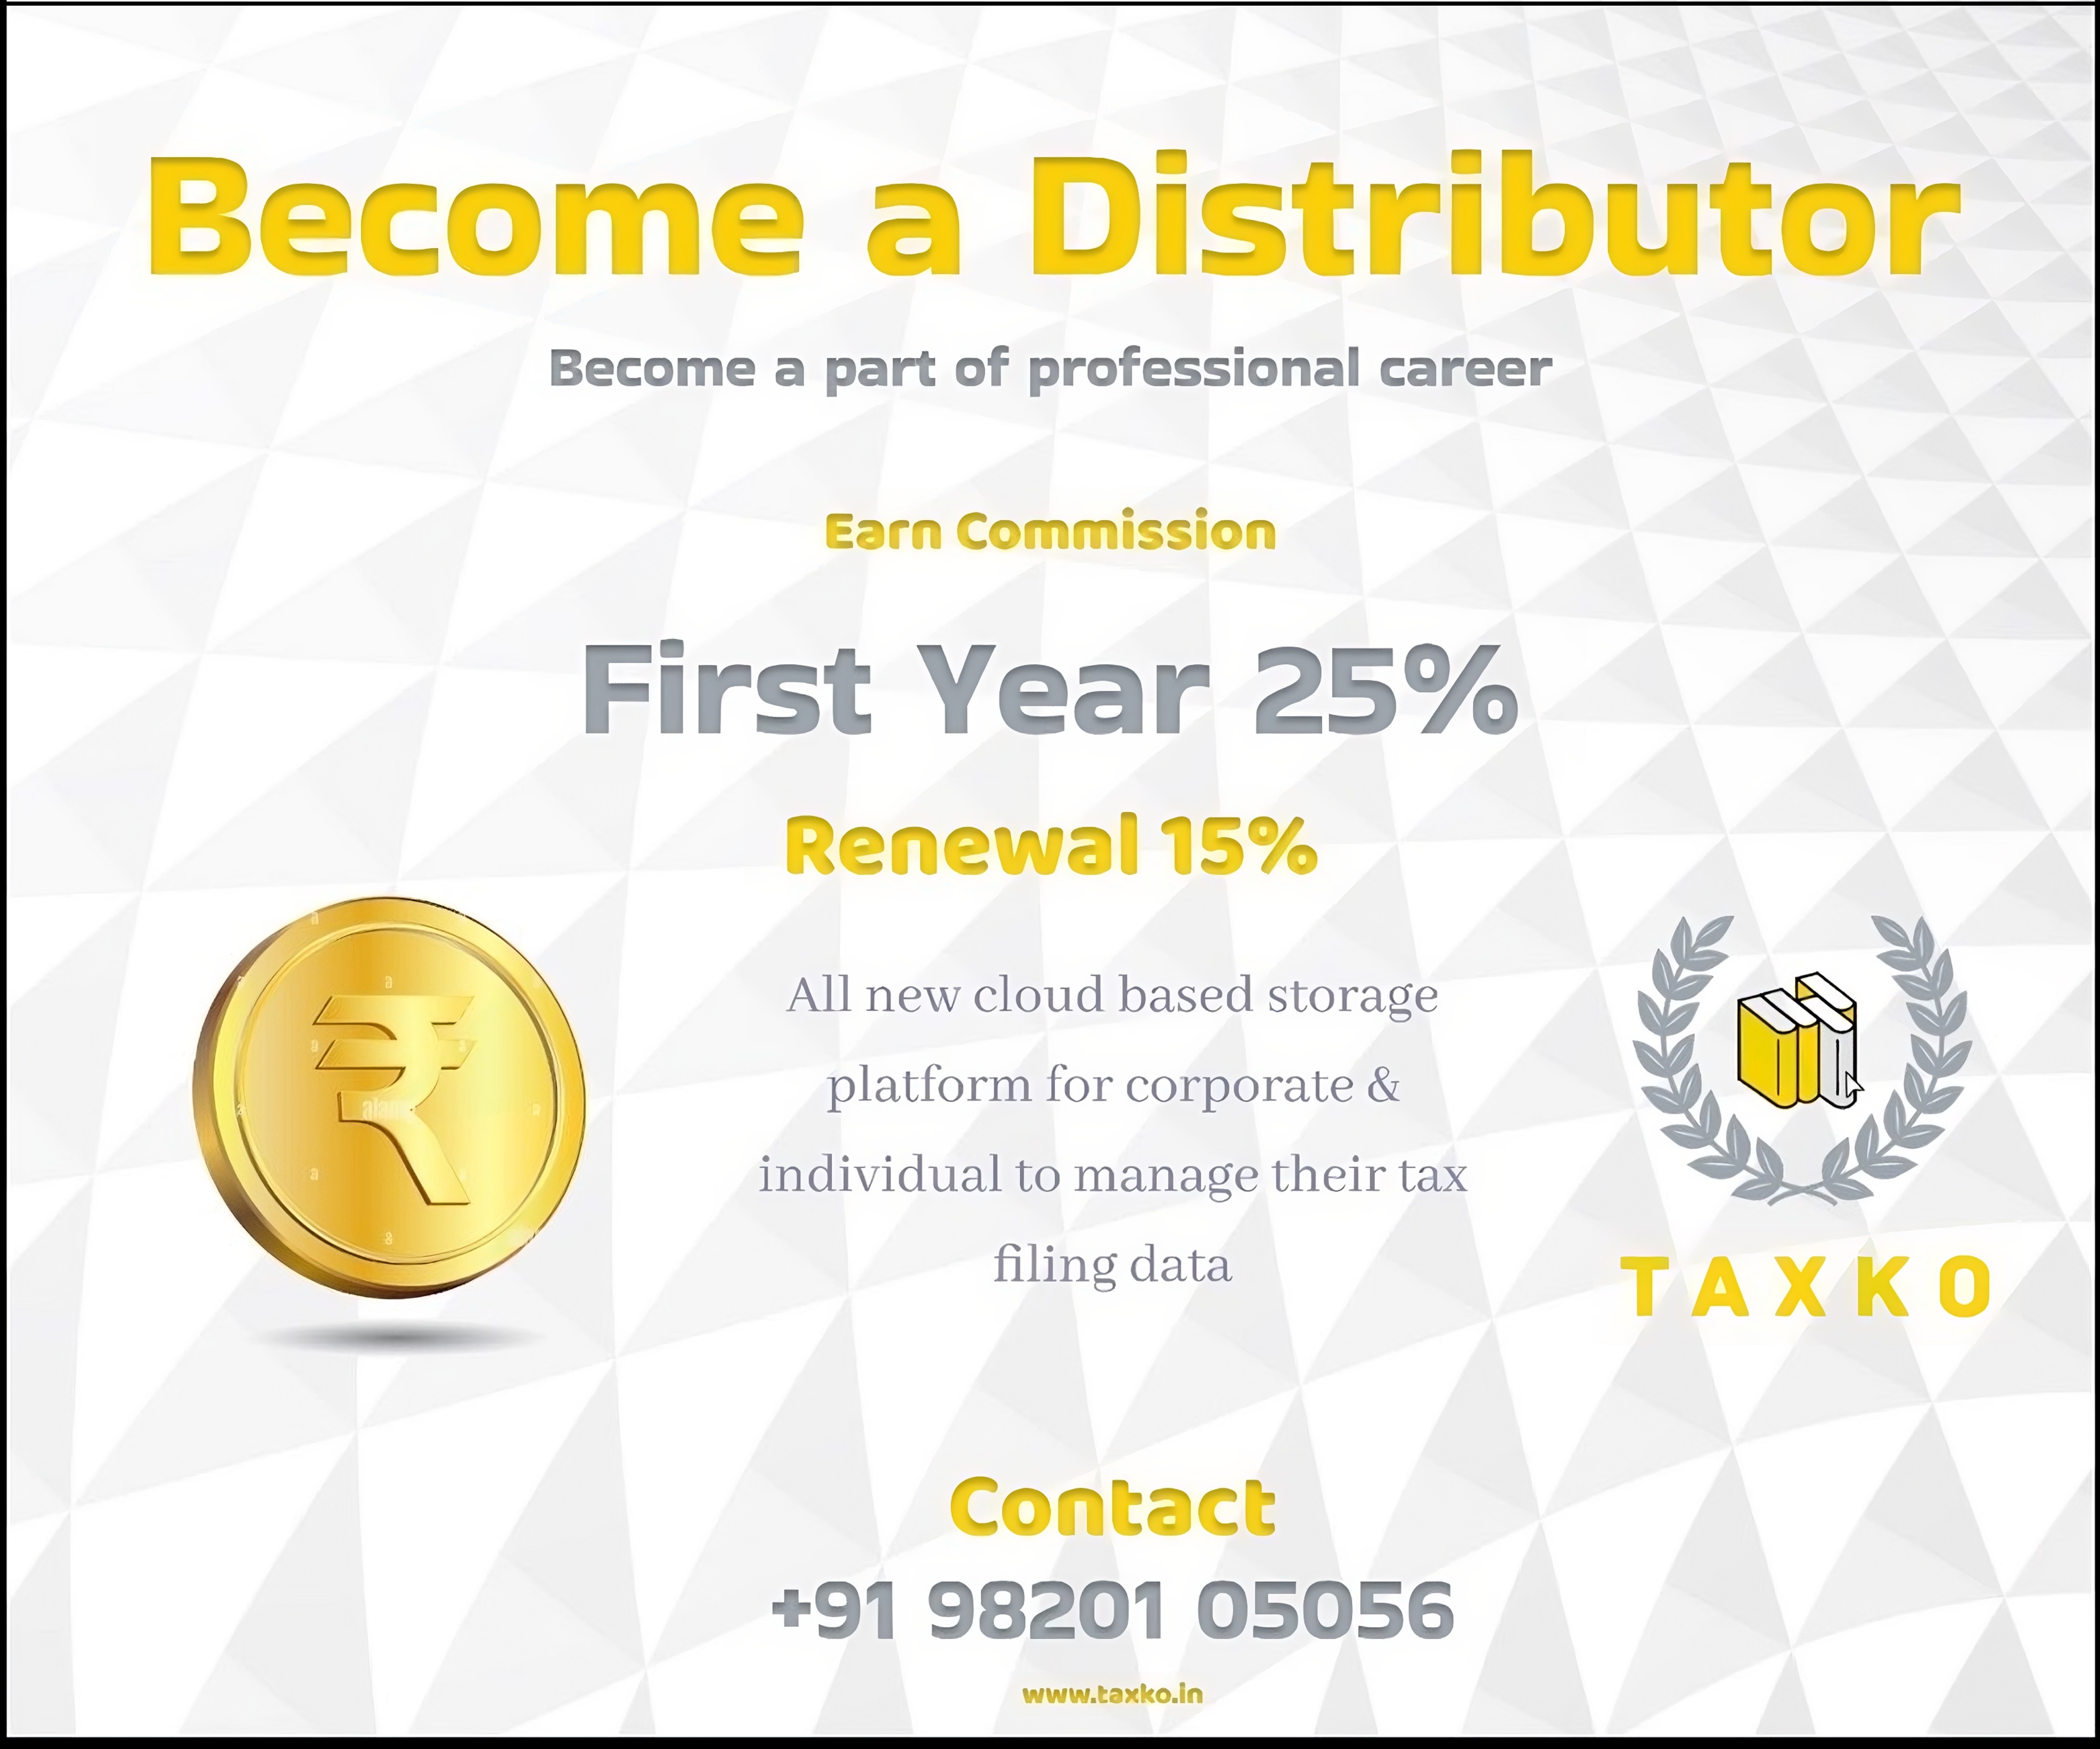 Become a Distributor
Become a part of professional career
Earn Commission
First Year 25%
Renewal 15%
All new cloud based storage
platform for corporate &
individual to manage their tax
filing data
TAXKO
Contact
+91 98201 05056
www.taxko.in